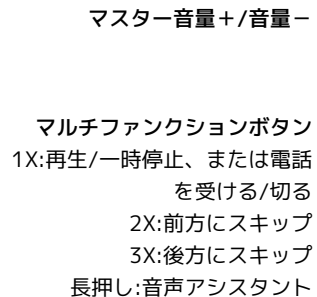 マスター音量＋/音量－
マルチファンクションボタン
1X:再生/一時停止、または電話
を受ける/切る
2X:前方にスキップ
3X:後方にスキップ
長押し:音声アシスタント